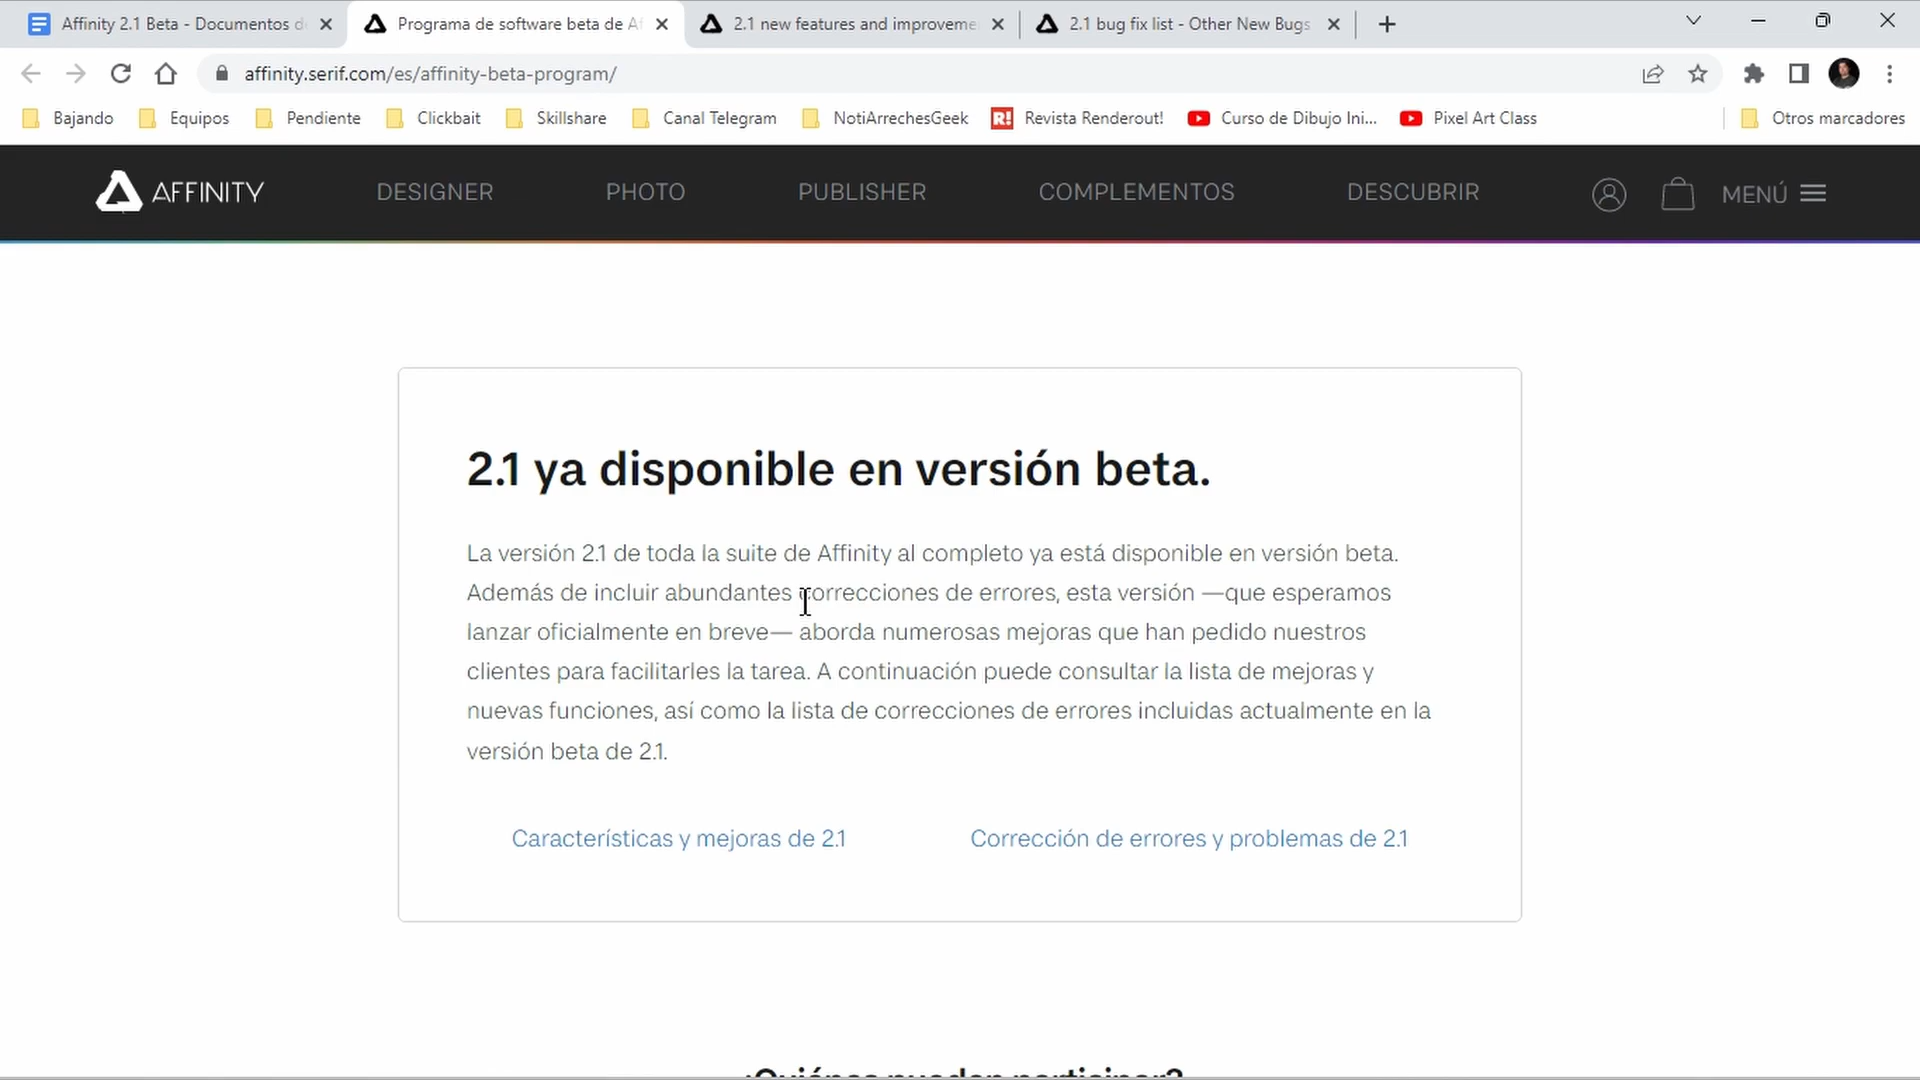 Affinity 2.1 Beta - Documentos d
Programa de software beta de Af
2.1 new features and improveme
2.1 bug fix list - Other New Bugs
affinity.serif.com/es/affinity-beta-program/
Bajando
Equipos
Pendiente
Clickbait
Skillshare
Canal Telegram
NotiArrechesGeek
R!
Revista Renderout!
Curso de Dibujo Ini...
Pixel Art Class
Otros marcadores
AFFINITY
DESIGNER
PHOTO
PUBLISHER
COMPLEMENTOS
DESCUBRIR
MENÚ
2.1 ya disponible en versión beta.
La versión 2.1 de toda la suite de Affinity al completo ya está disponible en versión beta.
Además de incluir abundantes correcciones de errores, esta versión —que esperamos
lanzar oficialmente en breve— aborda numerosas mejoras que han pedido nuestros
clientes para facilitarles la tarea. A continuación puede consultar la lista de mejoras y
nuevas funciones, así como la lista de correcciones de errores incluidas actualmente en la
versión beta de 2.1.
Características y mejoras de 2.1
Corrección de errores y problemas de 2.1
¿Quiénes pueden participar?